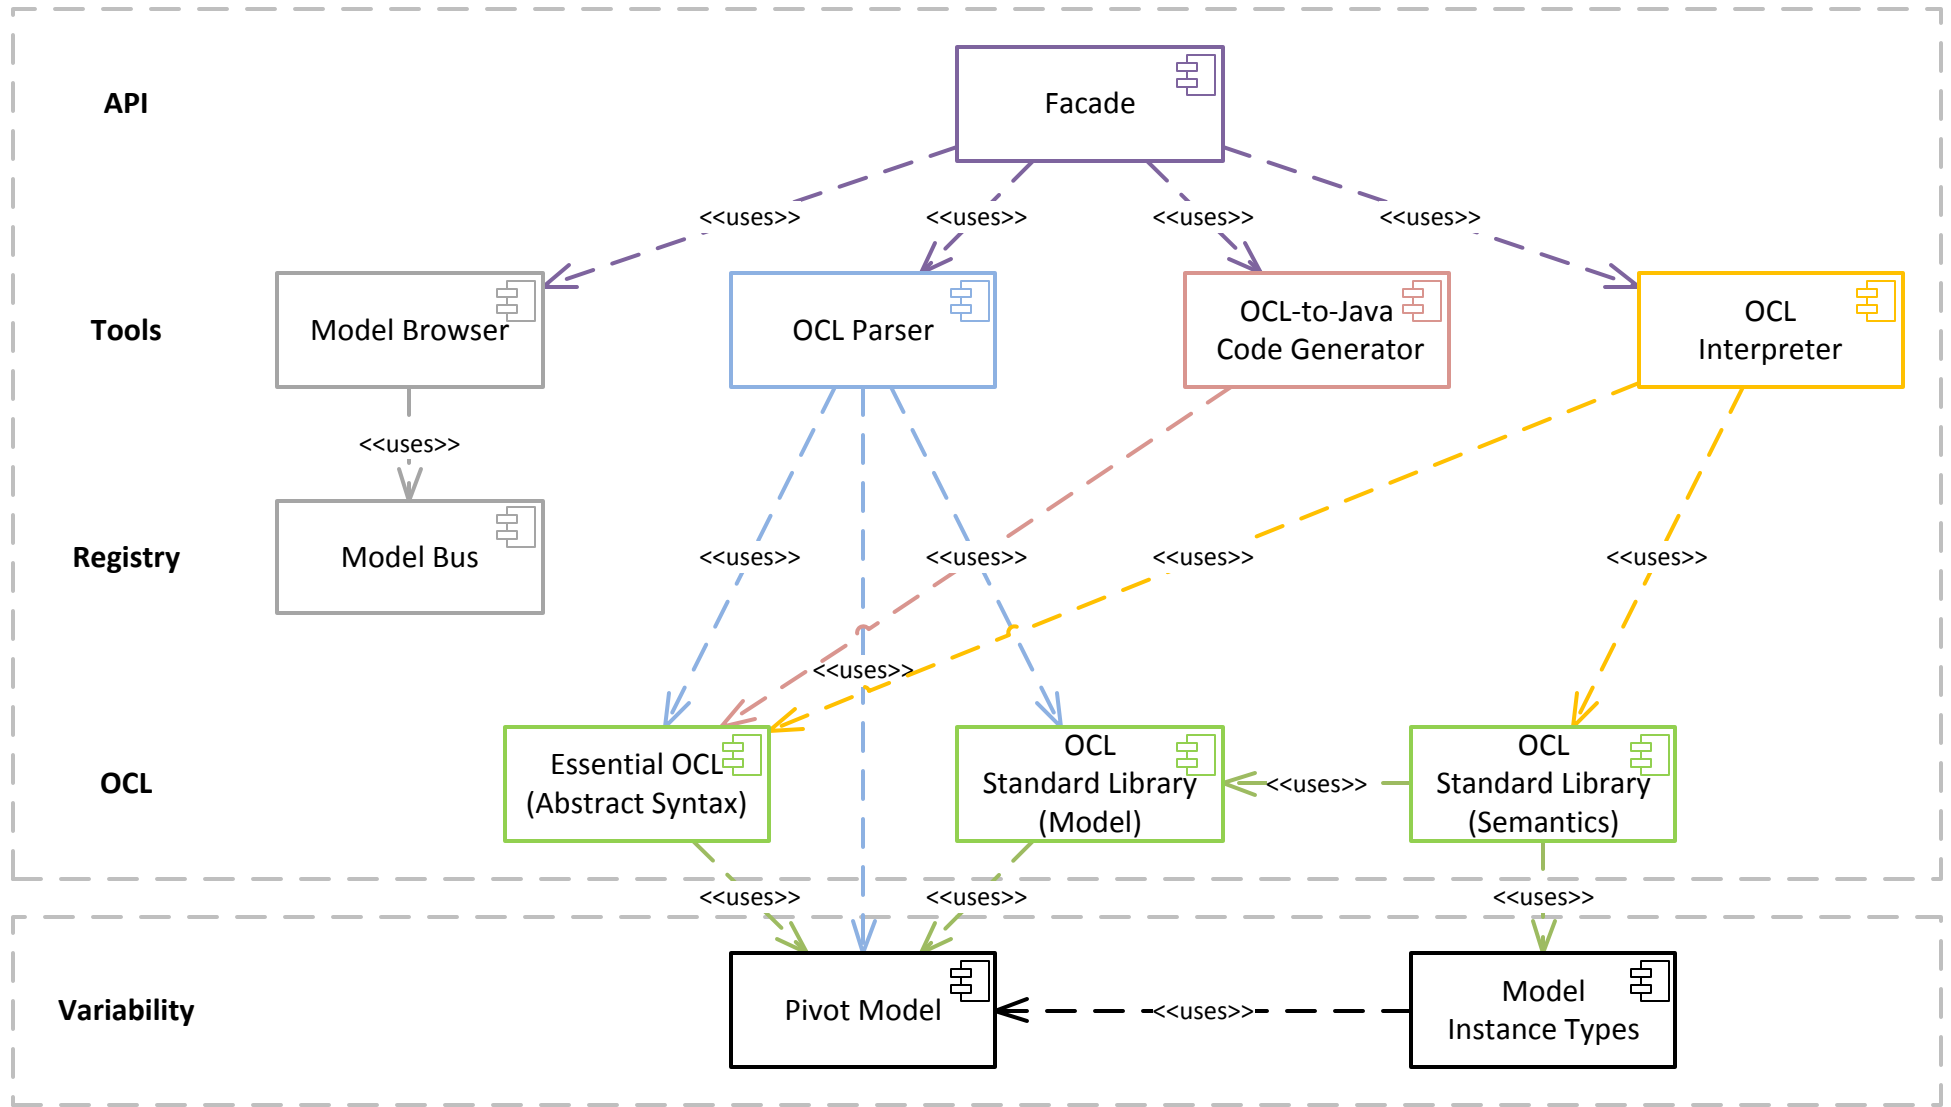 API
Facade
<<uses>>
<<uses>>
<<uses>>
<<uses>>
Tools
Model Browser
OCL Parser
OCL-to-Java
Code Generator
OCL
Interpreter
<<uses>>
Registry
Model Bus
<<uses>>
<<uses>>
<<uses>>
<<uses>>
<<uses>>
OCL
Essential OCL
(Abstract Syntax)
OCL
Standard Library
(Model)
<<uses>>
OCL
Standard Library
(Semantics)
<<uses>>
<<uses>>
<<uses>>
Variability
Pivot Model
<<uses>>
Model
Instance Types